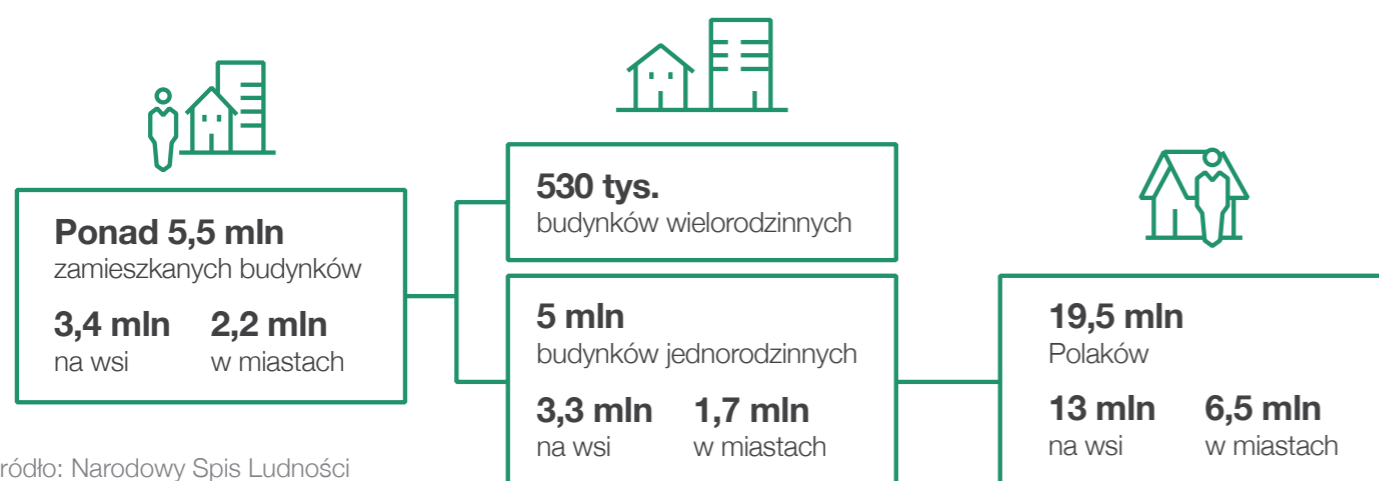 Ponad 5,5 mln
zamieszkanych budynków
3,4 mln 2,2 mln
na wsi w miastach
530 tys.
budynków wielorodzinnych
5 mln
budynków jednorodzinnych
3,3 mln 1,7 mln
na wsi w miastach
19,5 mln
Polaków
13 mln 6,5 mln
na wsi w miastach
ródło: Narodowy Spis Ludności